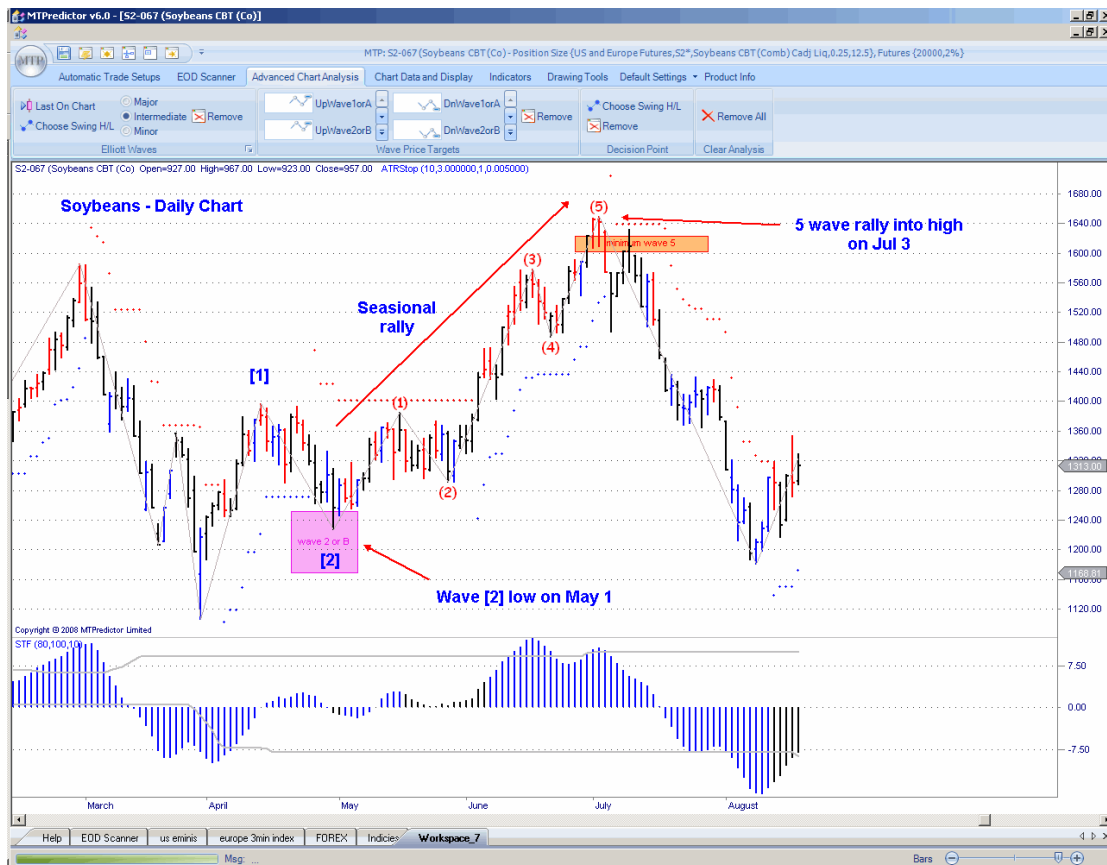 MTPredictor v6.0 - [S2-067 (Soybeans CBT (Co)]
MTP: S2-067 (Soybeans CBT (Co) - Position Size {US and Europe Futures,S2*,Soybeans CBT(Comb) Cadj Liq,0.25,12.5}, Futures {20000,2%}
MTP
Automatic Trade Setups EOD Scanner Advanced Chart Analysis Chart Data and Display Indicators Drawing Tools Default Settings Product Info
Last On Chart Major UpWave1orA DnWave1orA Choose Swing H/L Remove All
Choose Swing H/L Intermediate Remove UpWave2orB DnWave2orB Remove Remove
Minor
Elliott Waves Wave Price Targets Decision Point Clear Analysis
S2-067 (Soybeans CBT (Co) Open=927.00 High=967.00 Low=923.00 Close=957.00 ATRStop (10,3.000000,1,0.005000)
Soybeans - Daily Chart
(5)
5 wave rally into high
on Jul 3
minimum wave 5
(3)
Seasional
rally
(4)
[1]
(1)
(2)
wave 2 or B
[2]
Wave [2] low on May 1
1680.00
1640.00
1600.00
1560.00
1520.00
1480.00
1440.00
1400.00
1360.00
1313.00
1280.00
1240.00
1200.00
1168.81
1120.00
Copyright © 2008 MTPredictor Limited
STF (80,100,10)
7.50
0.00
-7.50
March April May June July August
Help EOD Scanner us eminis europe 3min index FOREX Indicies Workspace_7
Msg: ... Bars